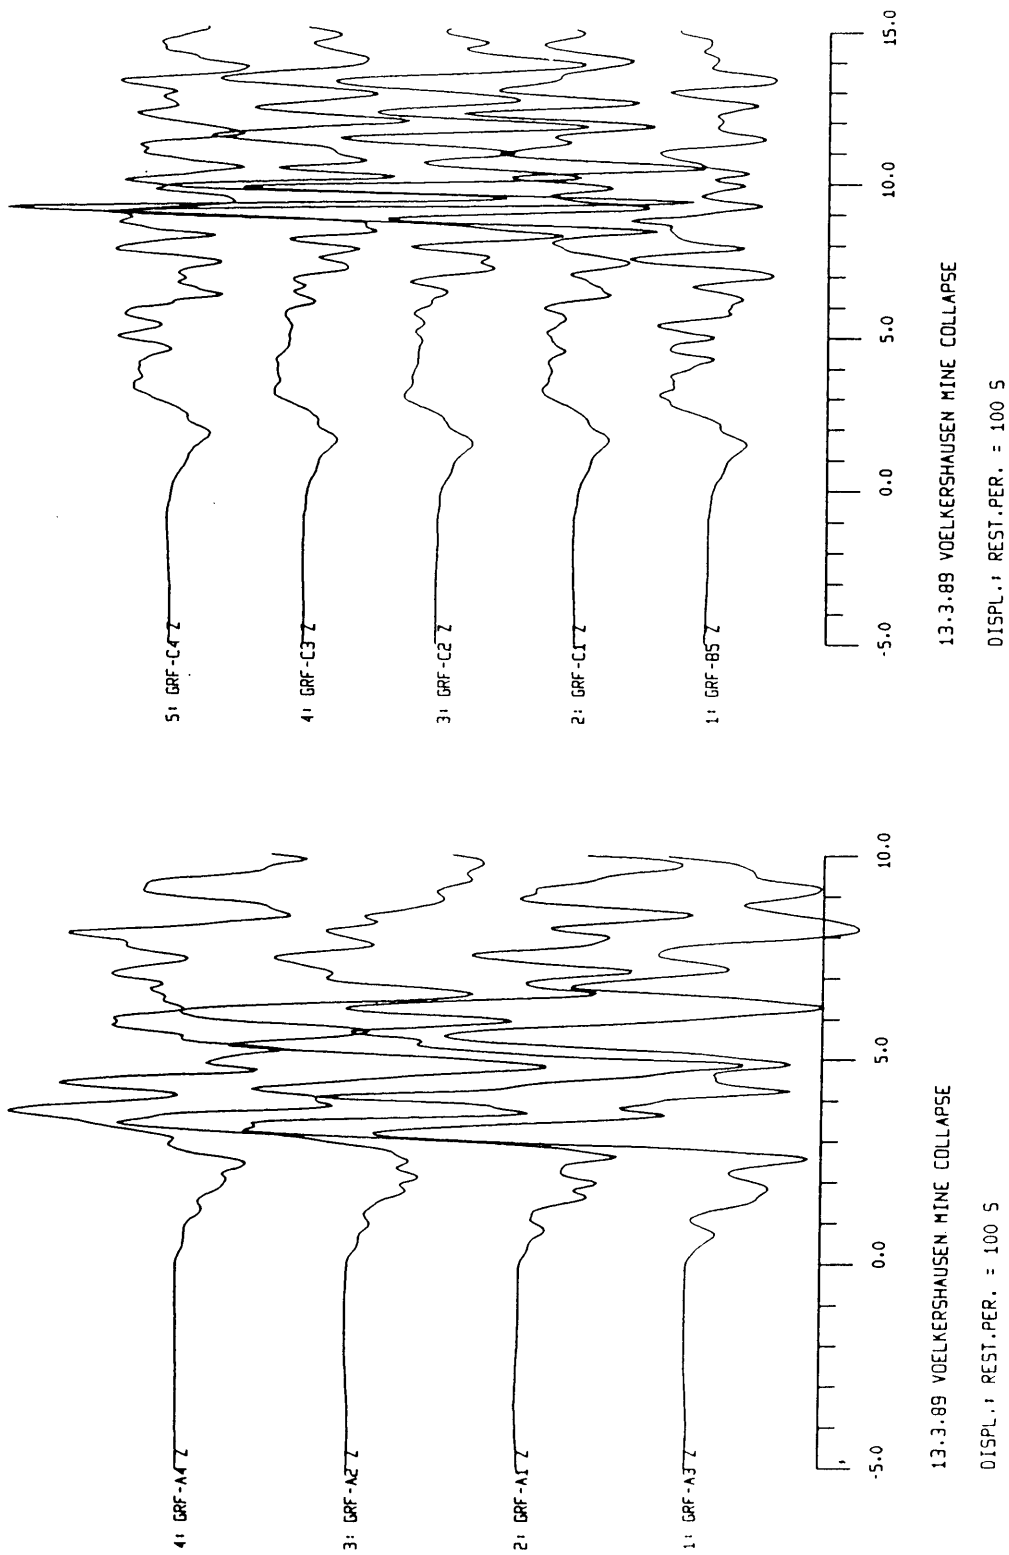 4: GRF-A4 Z
3: GRF-A2 Z
2: GRF-A1 Z
1: GRF-A3 Z
-5.0 0.0 5.0 10.0
13.3.89 VOELKERSHAUSEN MINE COLLAPSE
DISPL.: REST.PER. = 100 S
5: GRF-C4 Z
4: GRF-C3 Z
3: GRF-C2 Z
2: GRF-C1 Z
1: GRF-B5 Z
-5.0 0.0 5.0 10.0 15.0
13.3.89 VOELKERSHAUSEN MINE COLLAPSE
DISPL.: REST.PER. = 100 S